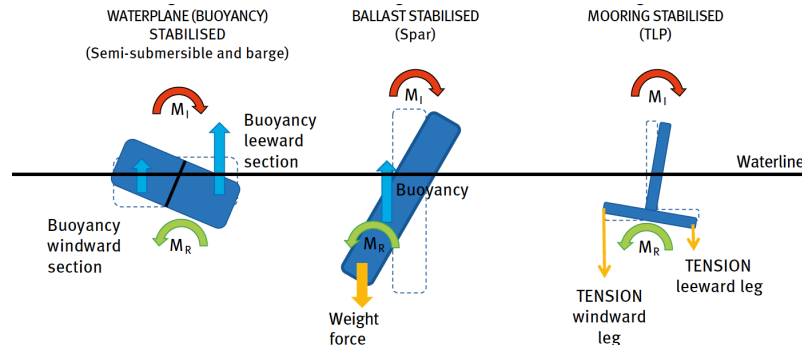 WATERPLANE (BUOYANCY)
STABILISED
(Semi-submersible and barge)
BALLAST STABILISED
(Spar)
MOORING STABILISED
(TLP)
MI
Buoyancy
leeward
section
Buoyancy
windward
section
MR
MI
Buoyancy
MR
Weight
force
MI
Waterline
MR
TENSION
windward
leg
TENSION
leeward leg